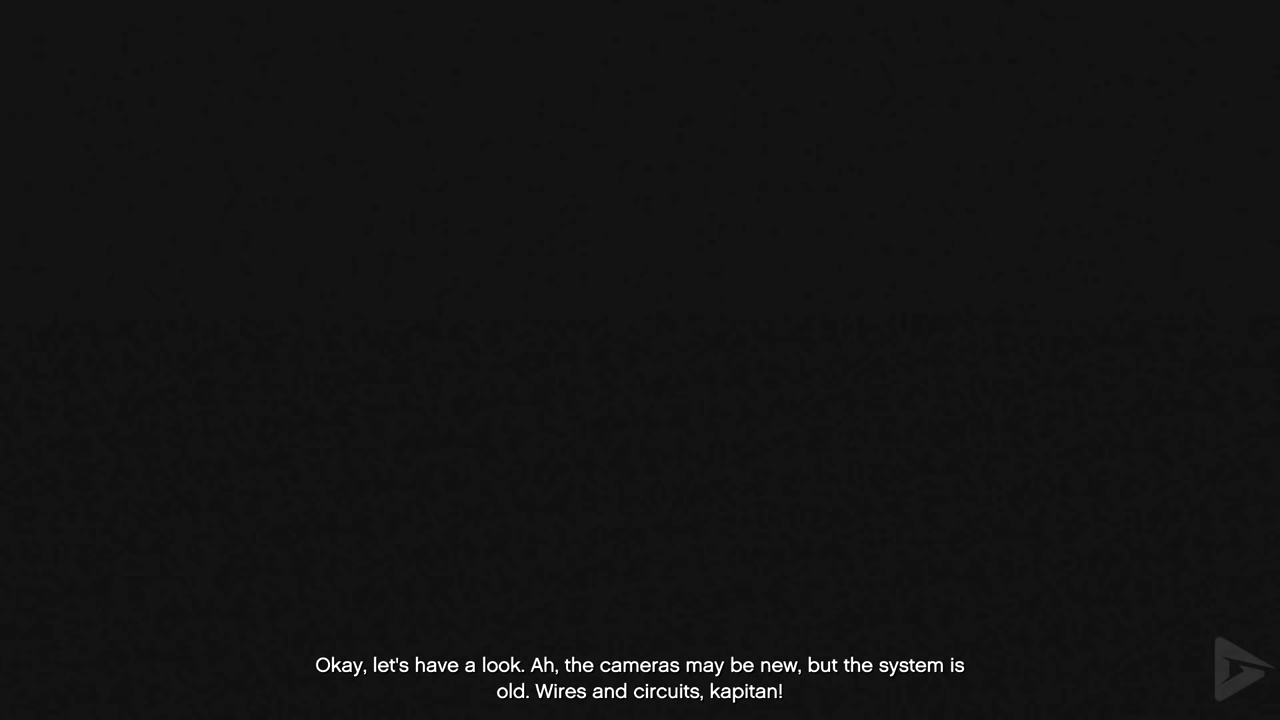 Okay, let's have a look. Ah, the cameras may be new, but the system is
old. Wires and circuits, kapitan!